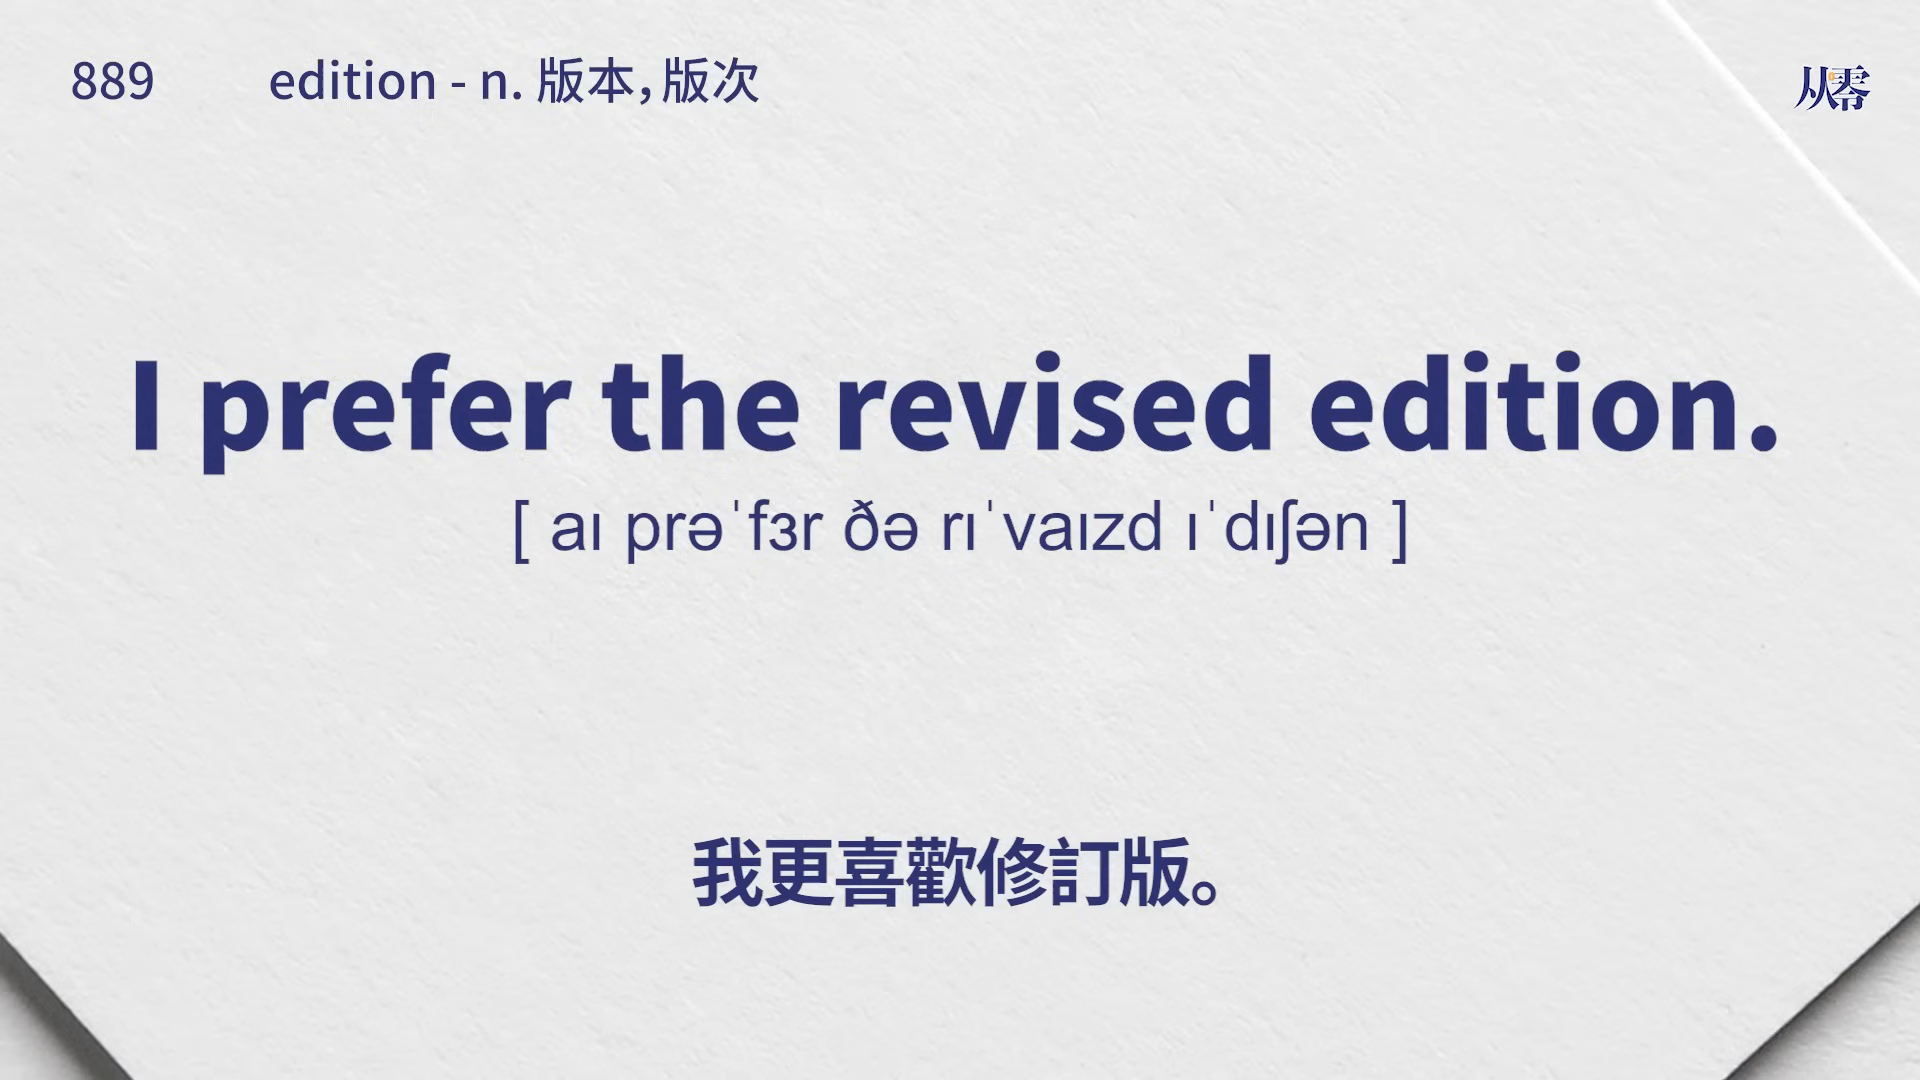 889 edition - n. 版本，版次
从零
I prefer the revised edition.
[ aɪ prəˈfɜr ðə rɪˈvaɪzd ɪˈdɪʃən ]
我更喜歡修訂版。